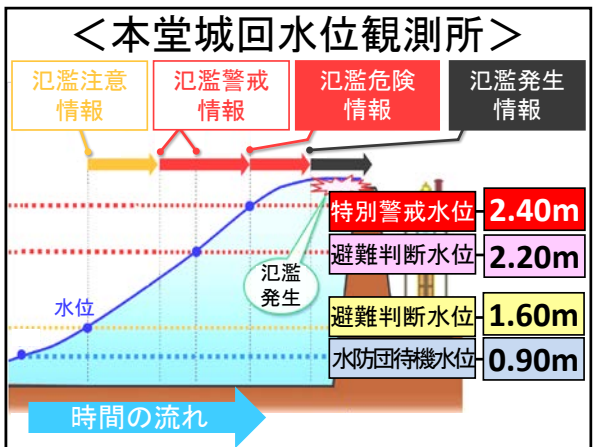 ＜本堂城回水位観測所＞
氾濫注意
情報
氾濫警戒
情報
氾濫危険
情報
氾濫発生
情報
特別警戒水位
2.40m
避難判断水位
2.20m
氾濫
発生
水位
避難判断水位
1.60m
水防団待機水位
0.90m
時間の流れ